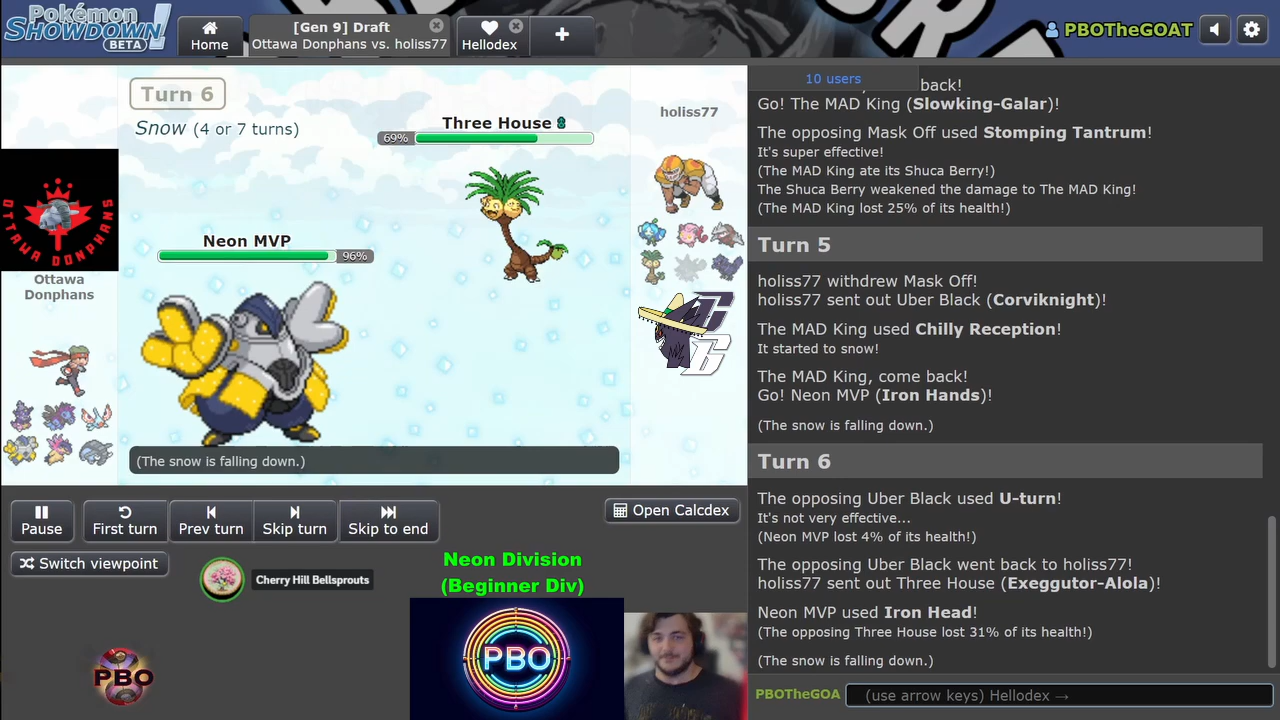 Pokémon
SHOWDOWN!
BETA
Home
[Gen 9] Draft
Ottawa Donphans vs. holiss77
Hellodex
PBOTheGOAT
Turn 6
Snow (4 or 7 turns)
Three House
69%
Neon MVP
96%
(The snow is falling down.)
OTTAWA DONPHANS
Ottawa
Donphans
holiss77
10 users
back!
Go! The MAD King (Slowking-Galar)!
The opposing Mask Off used Stomping Tantrum!
It's super effective!
(The MAD King ate its Shuca Berry!)
The Shuca Berry weakened the damage to The MAD King!
(The MAD King lost 25% of its health!)
Turn 5
holiss77 withdrew Mask Off!
holiss77 sent out Uber Black (Corviknight)!
The MAD King used Chilly Reception!
It started to snow!
The MAD King, come back!
Go! Neon MVP (Iron Hands)!
(The snow is falling down.)
Turn 6
The opposing Uber Black used U-turn!
It's not very effective...
(Neon MVP lost 4% of its health!)
The opposing Uber Black went back to holiss77!
holiss77 sent out Three House (Exeggutor-Alola)!
Neon MVP used Iron Head!
(The opposing Three House lost 31% of its health!)
(The snow is falling down.)
PBOTheGOA
(use arrow keys) Hellodex →
Pause
First turn
Prev turn
Skip turn
Skip to end
Open Calcdex
Switch viewpoint
Cherry Hill Bellsprouts
Neon Division
(Beginner Div)
PBO
PBO